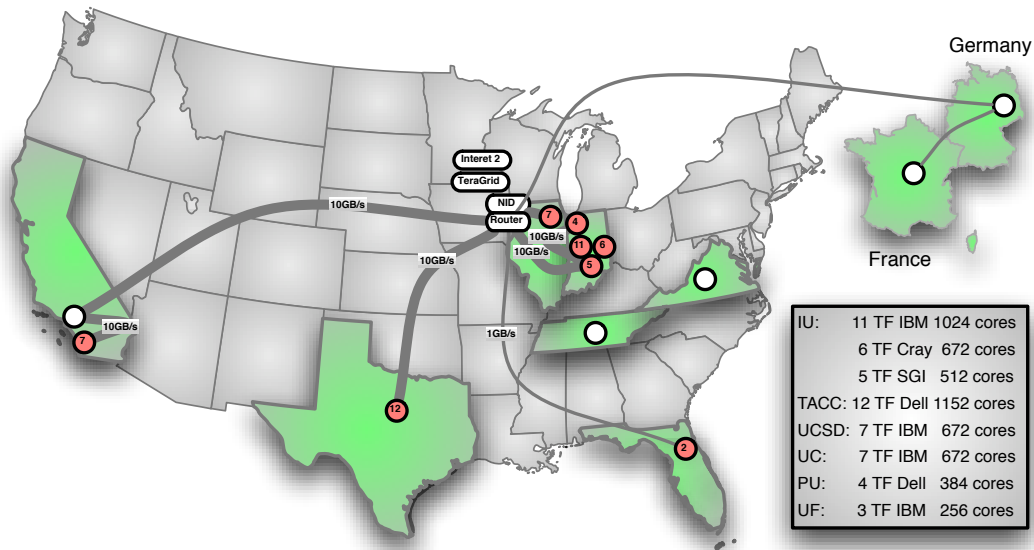 Germany
Interet 2
TeraGrid
NID
Router
10GB/s
7
4
10GB/s
11
6
10GB/s
5
10GB/s
France
7
10GB/s
1GB/s
12
2
IU: 11 TF IBM 1024 cores
6 TF Cray 672 cores
5 TF SGI 512 cores
TACC: 12 TF Dell 1152 cores
UCSD: 7 TF IBM 672 cores
UC: 7 TF IBM 672 cores
PU: 4 TF Dell 384 cores
UF: 3 TF IBM 256 cores